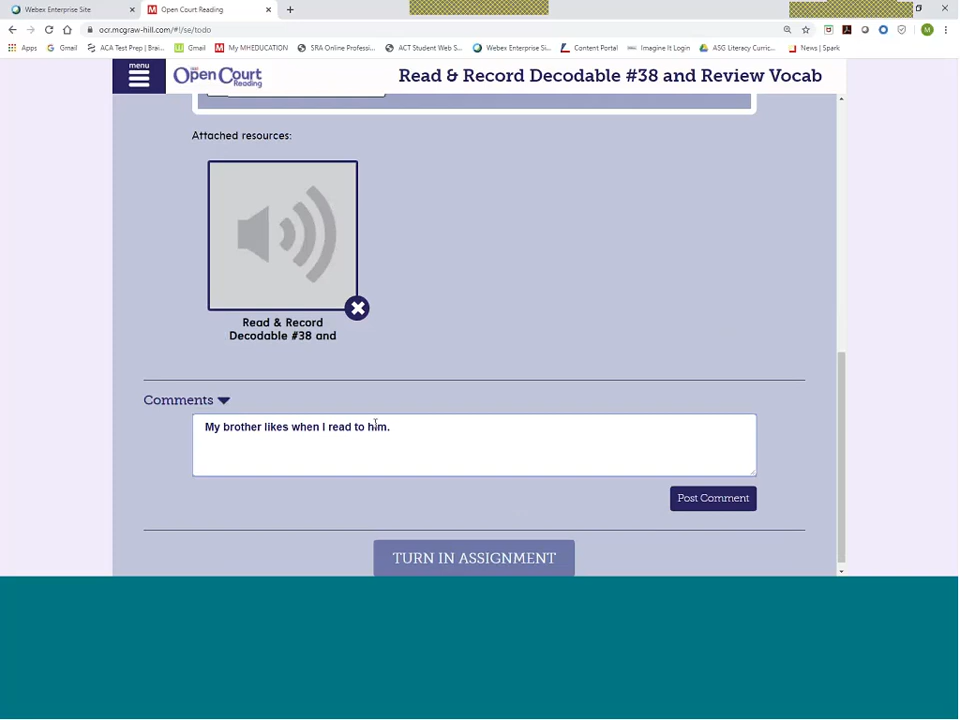 Webex Enterprise Site
Open Court Reading
ocr.mcgraw-hill.com/#!/se/todo
M
Apps
Gmail
ACA Test Prep | Brai...
Gmail
My MHEDUCATION
SRA Online Professi...
ACT Student Web S...
Webex Enterprise Si...
Content Portal
Imagine It Login
ASG Literacy Curric...
News | Spark
menu
Open Court
Reading
Read & Record Decodable #38 and Review Vocab
Attached resources:
Read & Record
Decodable #38 and
Comments
My brother likes when I read to him.
Post Comment
TURN IN ASSIGNMENT